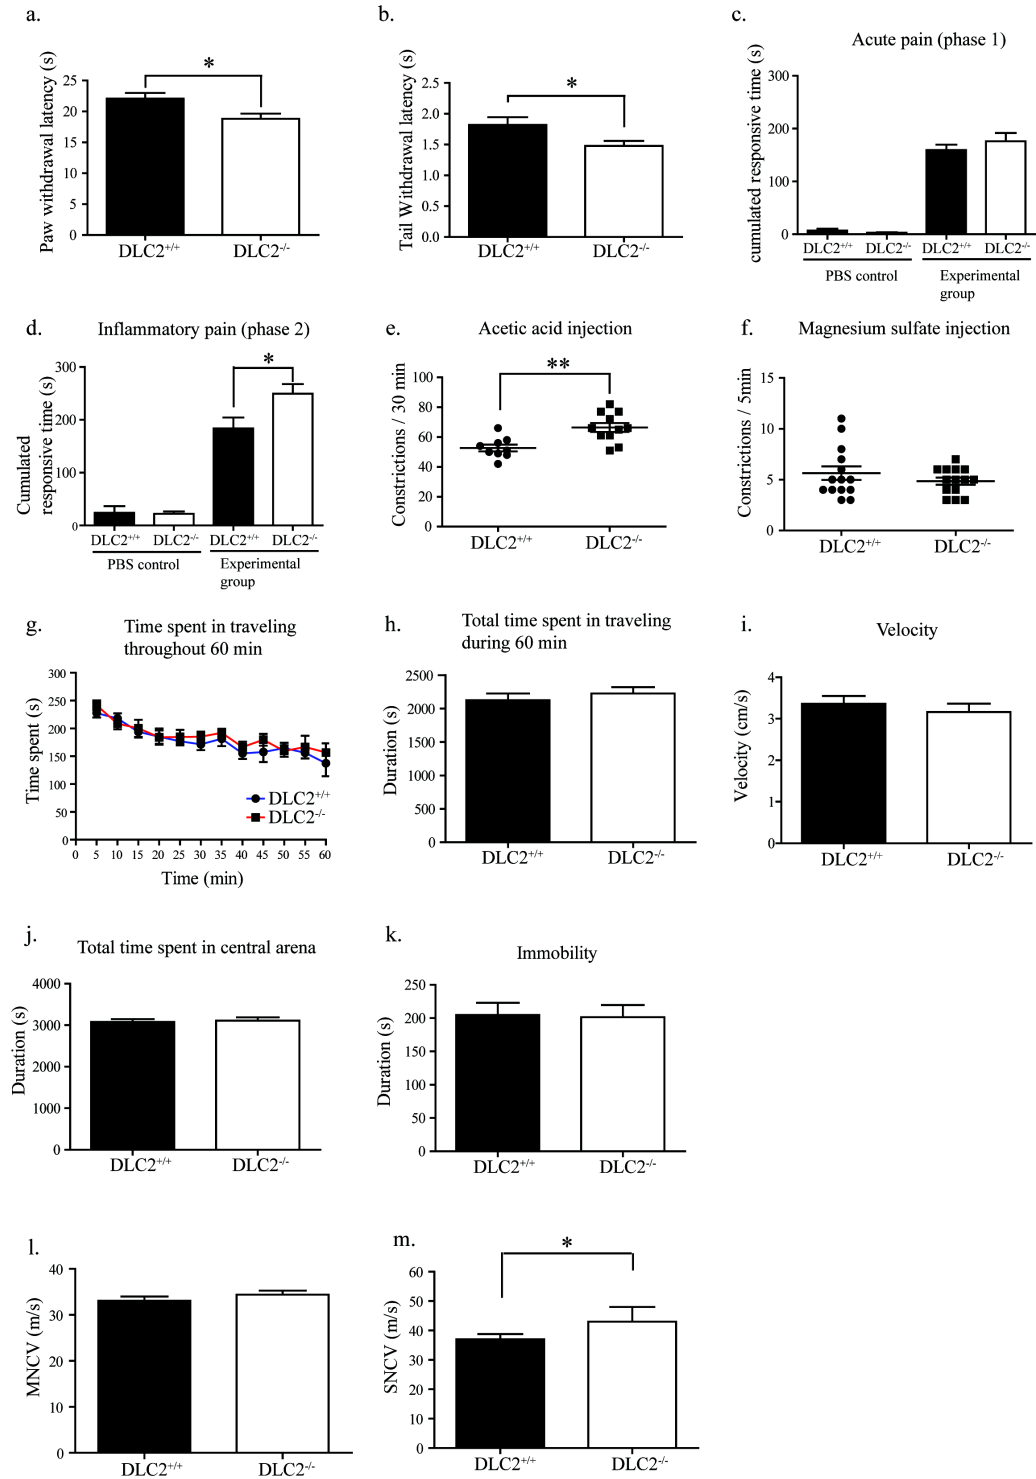 a.
*
Paw withdrawal latency (s)
25
20
15
10
5
0
DLC2+/+ DLC2-/-
b.
*
Tail Withdrawal latency (s)
2.5
2.0
1.5
1.0
0.5
0.0
DLC2+/+ DLC2-/-
c.
Acute pain (phase 1)
cumulated responsive time (s)
300
200
100
0
DLC2+/+ DLC2-/- DLC2+/+ DLC2-/-
PBS control Experimental
group
d.
Inflammatory pain (phase 2)
*
Cumulated
responsive time (s)
300
200
100
0
DLC2+/+ DLC2-/- DLC2+/+ DLC2-/-
PBS control Experimental
group
e.
Acetic acid injection
**
Constrictions / 30 min
100
80
60
40
20
0
DLC2+/+ DLC2-/-
f.
Magnesium sulfate injection
Constrictions / 5min
15
10
5
0
DLC2+/+ DLC2-/-
g.
Time spent in traveling
throughout 60 min
Time spent (s)
300
250
200
150
100
50
0
DLC2+/+
DLC2-/-
0 5 10 15 20 25 30 35 40 45 50 55 60
Time (min)
h.
Total time spent in traveling
during 60 min
Duration (s)
2500
2000
1500
1000
500
0
DLC2+/+ DLC2-/-
i.
Velocity
Velocity (cm/s)
4
3
2
1
0
DLC2+/+ DLC2-/-
j.
Total time spent in central arena
Duration (s)
4000
3000
2000
1000
0
DLC2+/+ DLC2-/-
k.
Immobility
Duration (s)
250
200
150
100
50
0
DLC2+/+ DLC2-/-
l.
MNCV (m/s)
40
30
20
10
0
DLC2+/+ DLC2-/-
m.
*
SNCV (m/s)
60
50
40
30
20
10
0
DLC2+/+ DLC2-/-